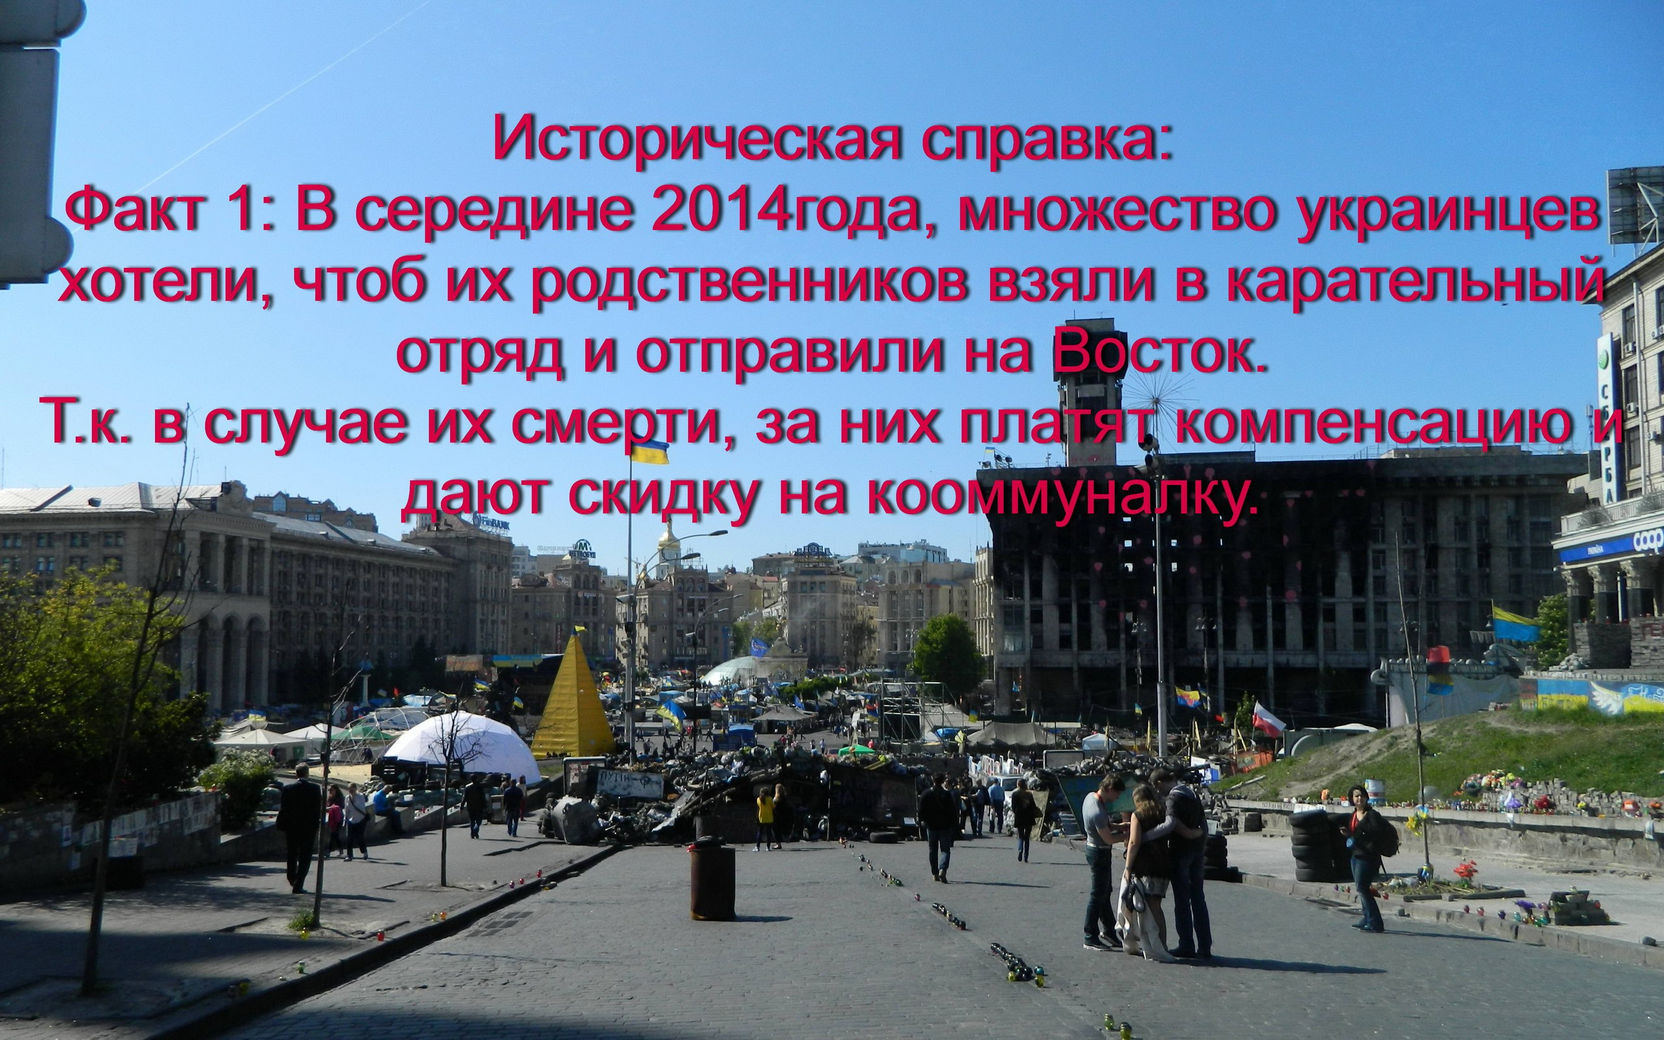 Историческая справка:
Факт 1: В середине 2014года, множество украинцев
хотели, чтоб их родственников взяли в карательный
отряд и отправили на Восток.
Т.к. в случае их смерти, за них платят компенсацию и
дают скидку на кооммуналку.
ПУТІН